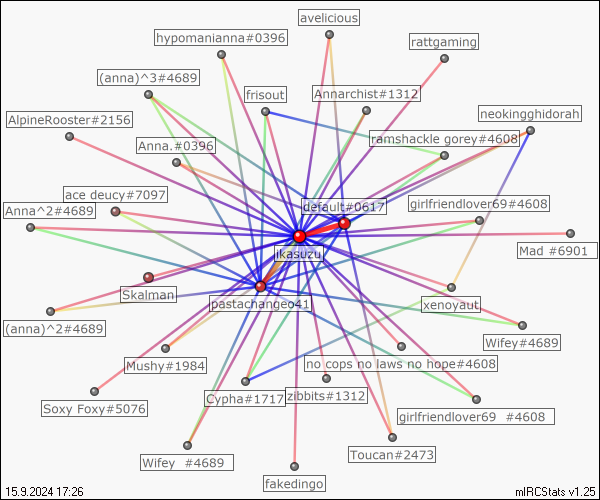 avelicious
hypomanianna#0396
rattgaming
(anna)^3#4689
frisout
Annarchist#1312
neokingghidorah
AlpineRooster#2156
Anna.#0396
ramshackle gorey#4608
ace deucy#7097
default#0617
girlfriendlover69#4608
Anna^2#4689
ikasuzu
Mad #6901
Skalman
pastachangeo41
xenoyaut
(anna)^2#4689
Wifey#4689
Mushy#1984
no cops no laws no nope#4608
Soxy Foxy#5076
Cypha#1717
zibbits#1312
girlfriendlover69 #4608
Wifey #4689
Toucan#2473
fakedingo
15.9.2024 17:26
mIRCStats v1.25